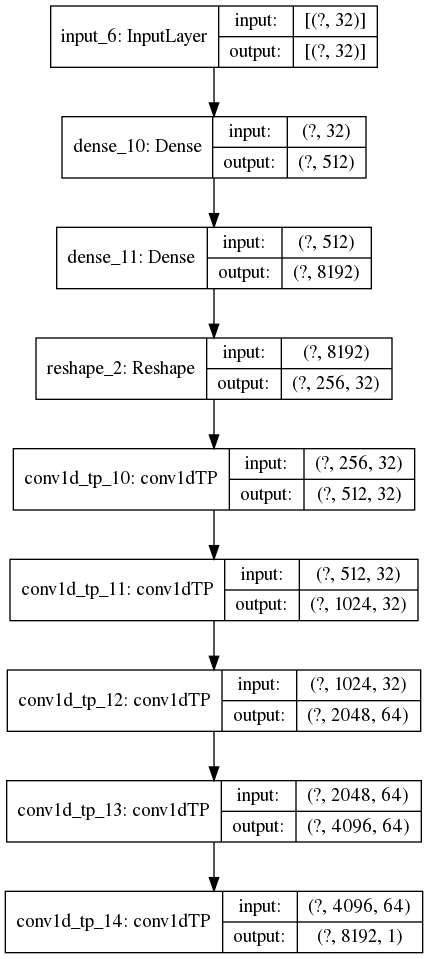 input_6: InputLayer
input: [(?, 32)]
output: [(?, 32)]
dense_10: Dense
input: (?, 32)
output: (?, 512)
dense_11: Dense
input: (?, 512)
output: (?, 8192)
reshape_2: Reshape
input: (?, 8192)
output: (?, 256, 32)
conv1d_tp_10: conv1dTP
input: (?, 256, 32)
output: (?, 512, 32)
conv1d_tp_11: conv1dTP
input: (?, 512, 32)
output: (?, 1024, 32)
conv1d_tp_12: conv1dTP
input: (?, 1024, 32)
output: (?, 2048, 64)
conv1d_tp_13: conv1dTP
input: (?, 2048, 64)
output: (?, 4096, 64)
conv1d_tp_14: conv1dTP
input: (?, 4096, 64)
output: (?, 8192, 1)